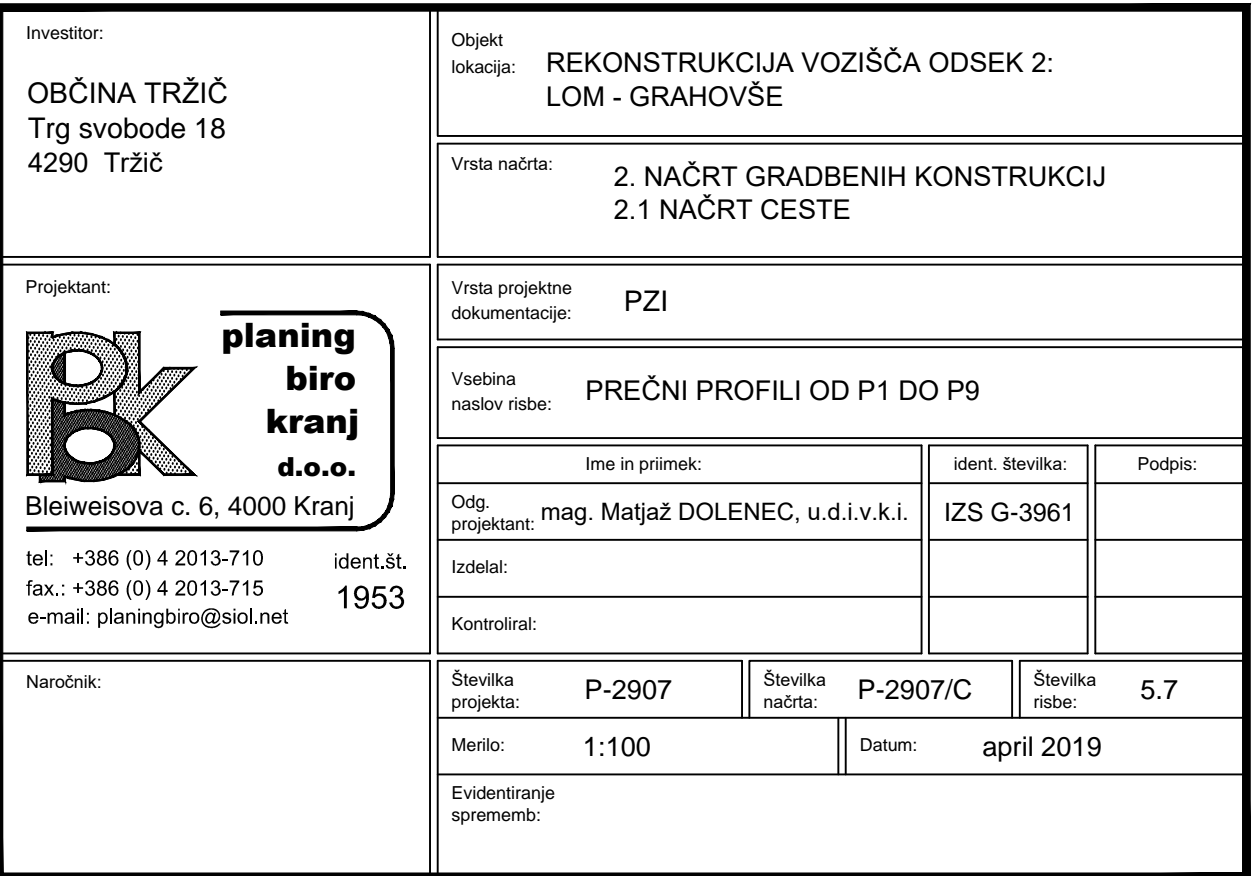 Investitor:
OBČINA TRŽIČ
Trg svobode 18
4290 Tržič
Objekt
lokacija:
REKONSTRUKCIJA VOZIŠČA ODSEK 2:
LOM - GRAHOVŠE
Vrsta načrta:
2. NAČRT GRADBENIH KONSTRUKCIJ
2.1 NAČRT CESTE
Projektant:
pbk
planing
biro
kranj
d.o.o.
Bleiweisova c. 6, 4000 Kranj
tel: +386 (0) 4 2013-710
fax.: +386 (0) 4 2013-715
e-mail: planingbiro@siol.net
ident.št.
1953
Vrsta projektne
dokumentacije:
PZI
Vsebina
naslov risbe:
PREČNI PROFILI OD P1 DO P9
Ime in priimek: ident. številka: Podpis:
Odg.
projektant: mag. Matjaž DOLENEC, u.d.i.v.k.i. IZS G-3961
Izdelal:
Kontroliral:
Naročnik:
Številka
projekta:
P-2907
Številka
načrta:
P-2907/C
Številka
risbe:
5.7
Merilo: 1:100 Datum: april 2019
Evidentiranje
sprememb: